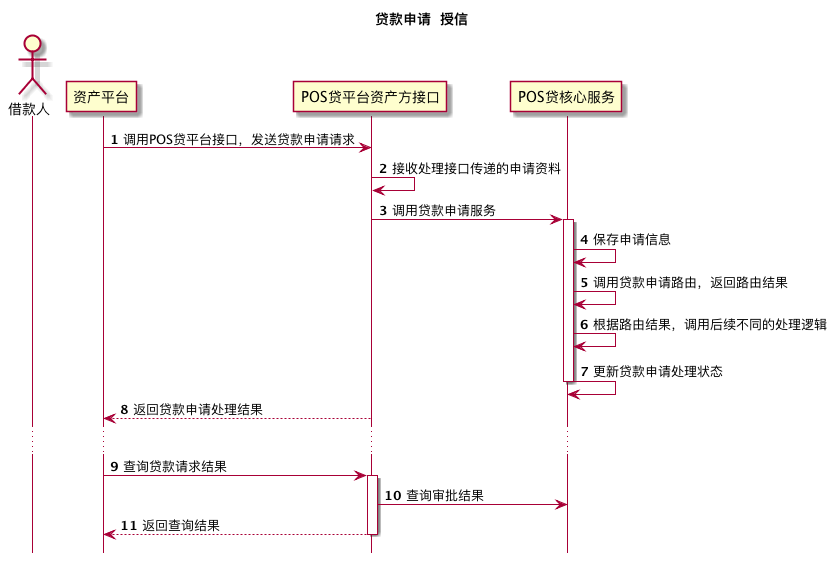 贷款申请 授信
借款人
资产平台
POS贷平台资产方接口
POS贷核心服务
1 调用POS贷平台接口，发送贷款申请请求
2 接收处理接口传递的申请资料
3 调用贷款申请服务
4 保存申请信息
5 调用贷款申请路由，返回路由结果
6 根据路由结果，调用后续不同的处理逻辑
7 更新贷款申请处理状态
8 返回贷款申请处理结果
9 查询贷款请求结果
10 查询审批结果
11 返回查询结果